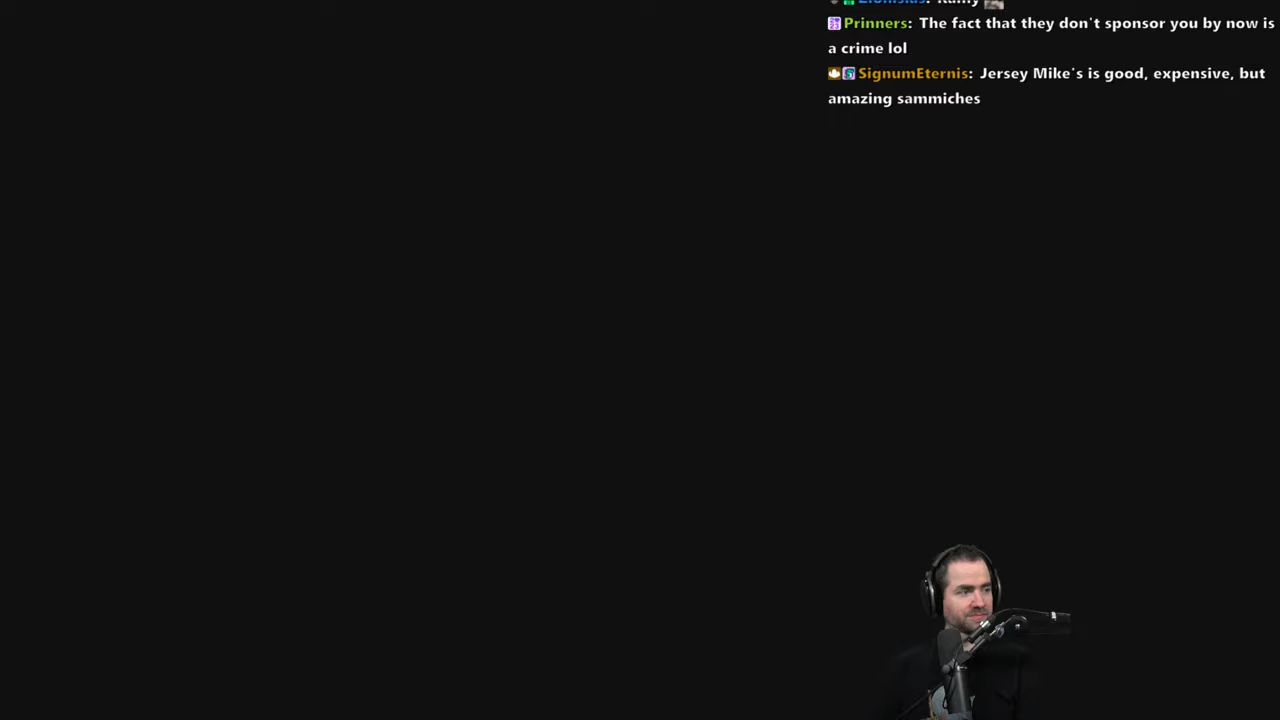 Prinners: The fact that they don't sponsor you by now is
a crime lol
SignumEternis: Jersey Mike's is good, expensive, but
amazing sammiches